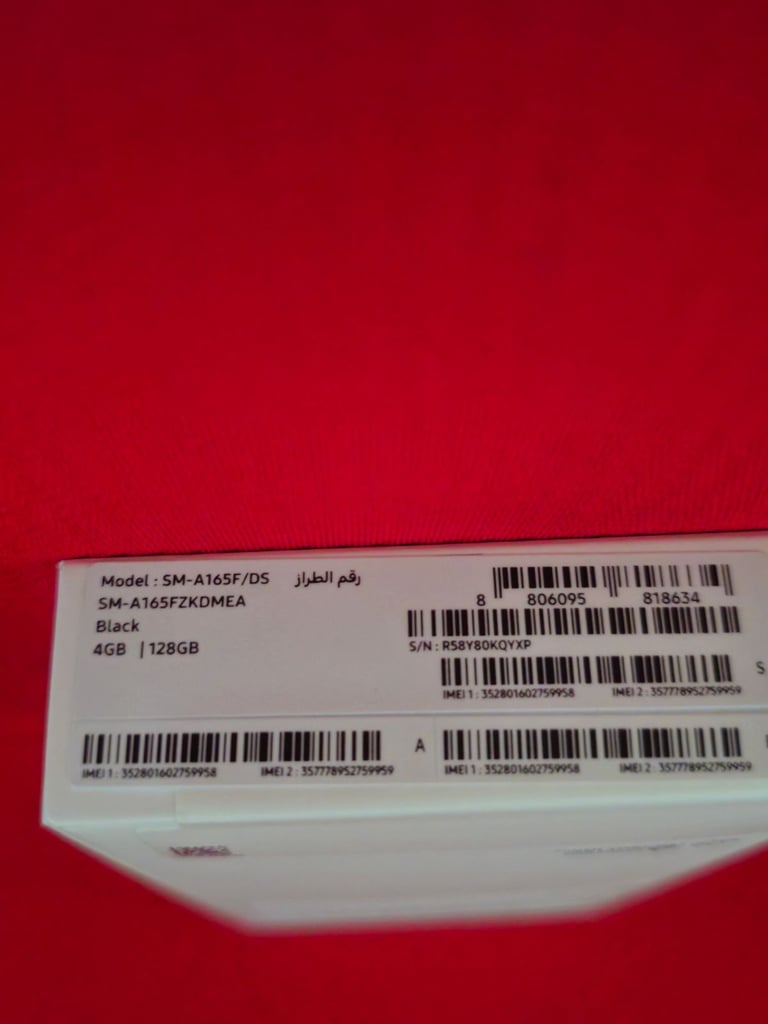 Model : SM-A165F/DS رقم الطراز
SM-A165FZKDMEA
Black
4GB | 128GB
8 806095 818634
S/N : R58Y80KQYXP
IMEI 1 : 352801602759958 IMEI 2 : 357778952759959
S
IMEI 1 : 352801602759958 IMEI 2 : 357778952759959
A
IMEI 1 : 352801602759958 IMEI 2 : 357778952759959